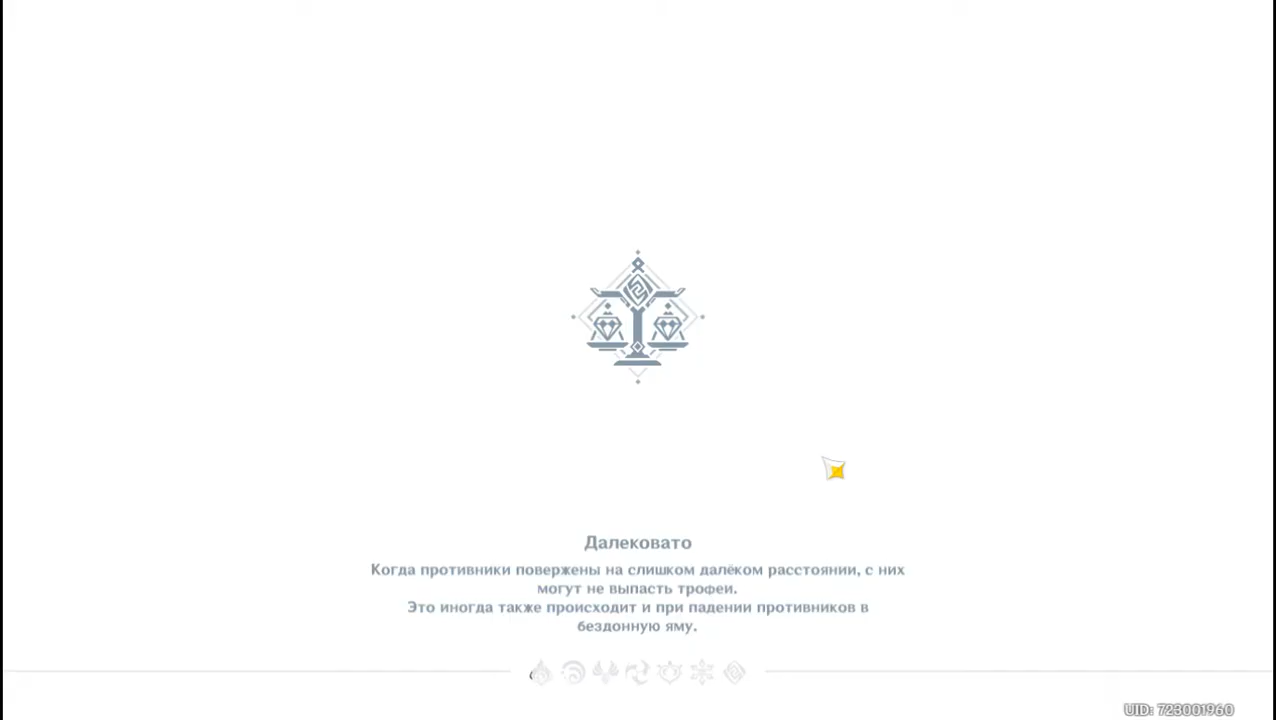 Далековато
Когда противники повержены на слишком далёком расстоянии, с них
могут не выпасть трофеи.
Это иногда также происходит и при падении противников в
бездонную яму.
UID: 723001960